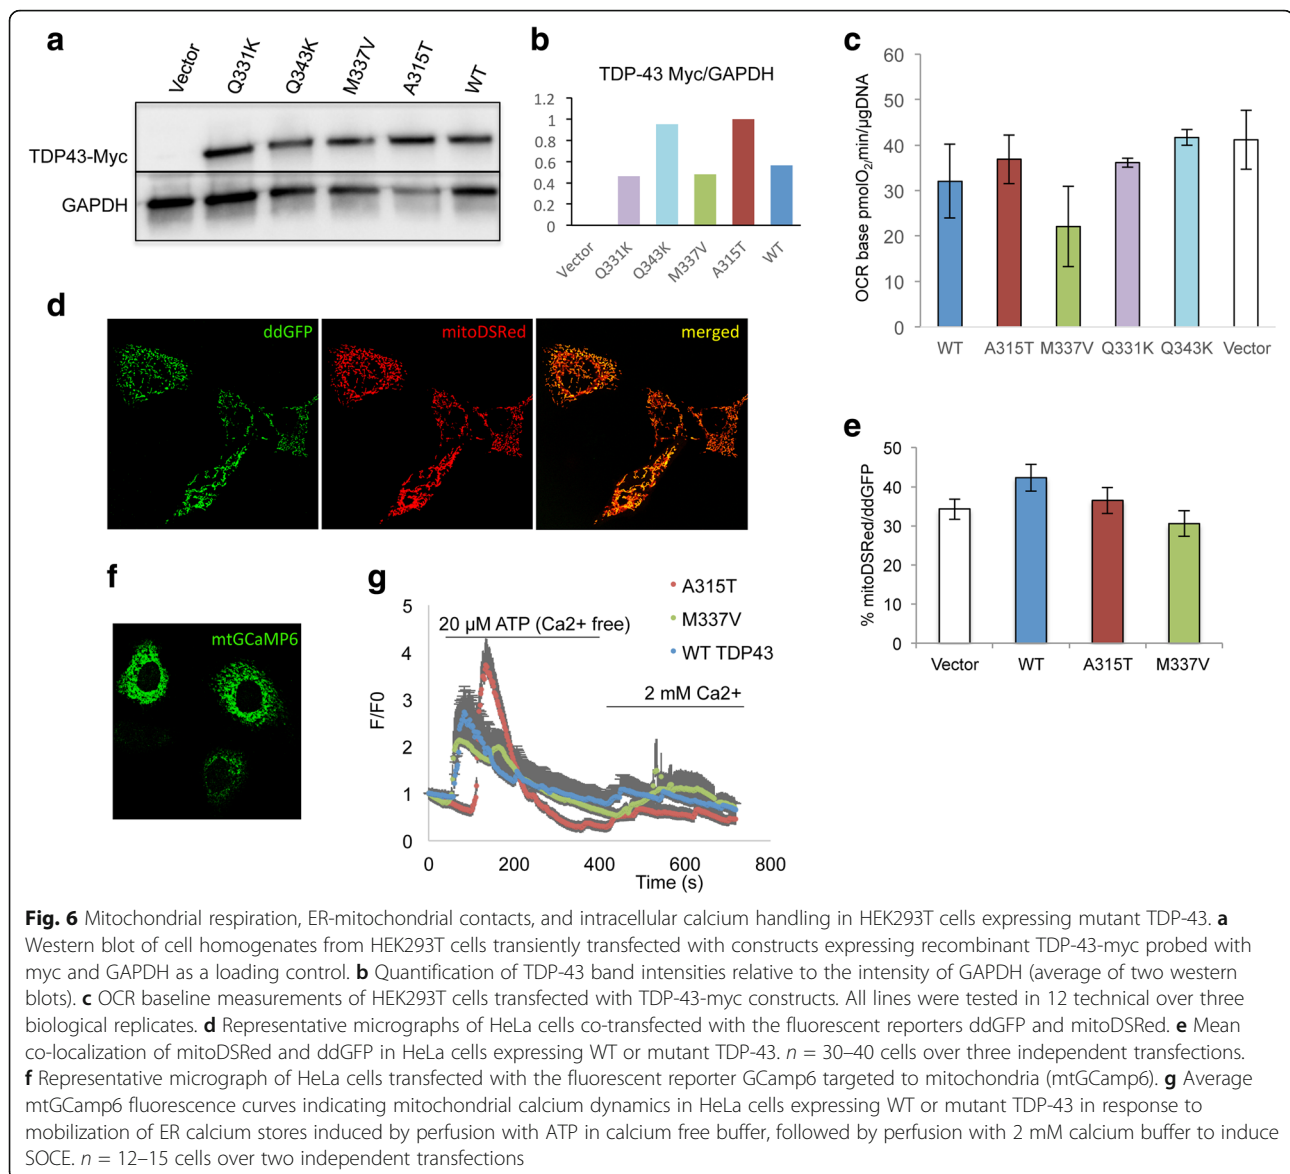 a
Vector
Q331K
Q343K
M337V
A315T
WT
TDP43-Myc
GAPDH
b
TDP-43 Myc/GAPDH
1.2
1
0.8
0.6
0.4
0.2
0
Vector
Q331K
Q343K
M337V
A315T
WT
c
OCR base pmolO₂/min/µgDNA
60
50
40
30
20
10
0
WT A315T M337V Q331K Q343K Vector
d
ddGFP
mitoDSRed
merged
e
% mitoDSRed/ddGFP
50
40
30
20
10
0
Vector WT A315T M337V
f
mtGCaMP6
g
A315T
M337V
WT TDP43
20 µM ATP (Ca2+ free)
2 mM Ca2+
F/F0
5
4
3
2
1
0
0 200 400 600 800
Time (s)
Fig. 6 Mitochondrial respiration, ER-mitochondrial contacts, and intracellular calcium handling in HEK293T cells expressing mutant TDP-43. a
Western blot of cell homogenates from HEK293T cells transiently transfected with constructs expressing recombinant TDP-43-myc probed with
myc and GAPDH as a loading control. b Quantification of TDP-43 band intensities relative to the intensity of GAPDH (average of two western
blots). c OCR baseline measurements of HEK293T cells transfected with TDP-43-myc constructs. All lines were tested in 12 technical over three
biological replicates. d Representative micrographs of HeLa cells co-transfected with the fluorescent reporters ddGFP and mitoDSRed. e Mean
co-localization of mitoDSRed and ddGFP in HeLa cells expressing WT or mutant TDP-43. n = 30–40 cells over three independent transfections.
f Representative micrograph of HeLa cells transfected with the fluorescent reporter GCamp6 targeted to mitochondria (mtGCamp6). g Average
mtGCamp6 fluorescence curves indicating mitochondrial calcium dynamics in HeLa cells expressing WT or mutant TDP-43 in response to
mobilization of ER calcium stores induced by perfusion with ATP in calcium free buffer, followed by perfusion with 2 mM calcium buffer to induce
SOCE. n = 12–15 cells over two independent transfections